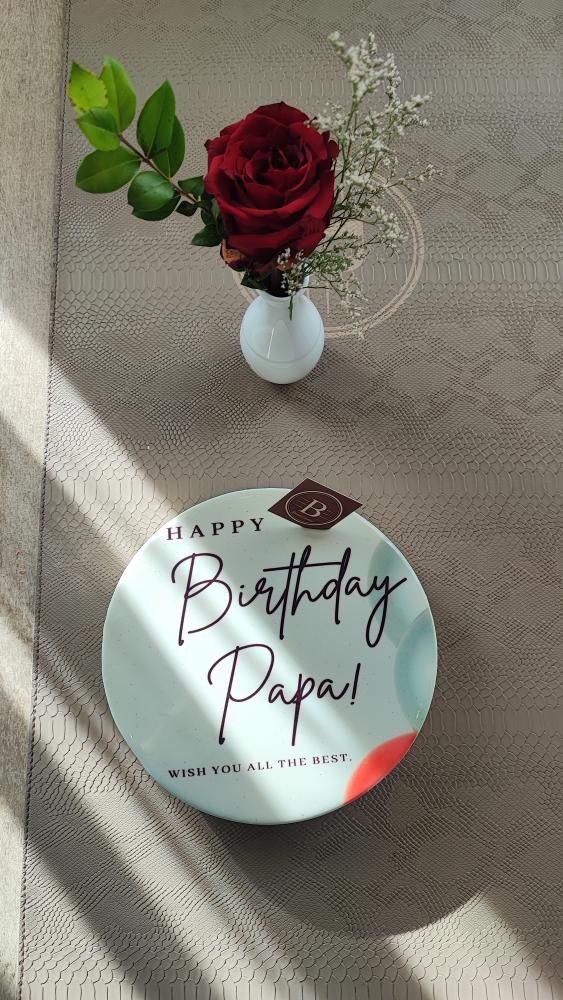 HAPPY
B
Birthday
Papa!
WISH YOU ALL THE BEST.